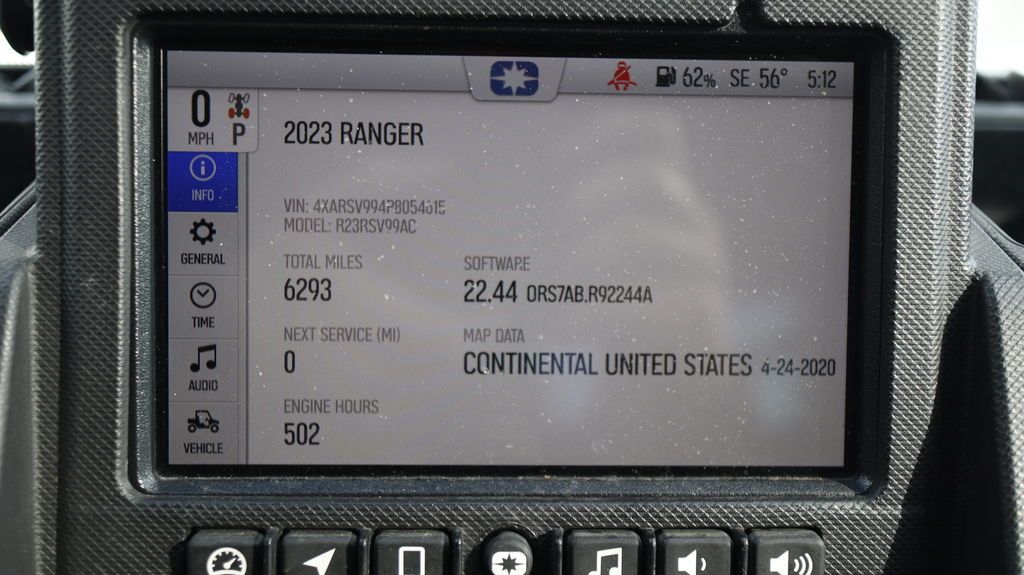 62% SE 56° 5:12
0
MPH P
2023 RANGER
INFO
VIN: 4XARSV994P8054615
MODEL: R23RSV99AC
GENERAL
TOTAL MILES SOFTWARE
6293 22.44 ORS7AB.R92244A
TIME
NEXT SERVICE (MI) MAP DATA
0 CONTINENTAL UNITED STATES 4-24-2020
AUDIO
ENGINE HOURS
502
VEHICLE